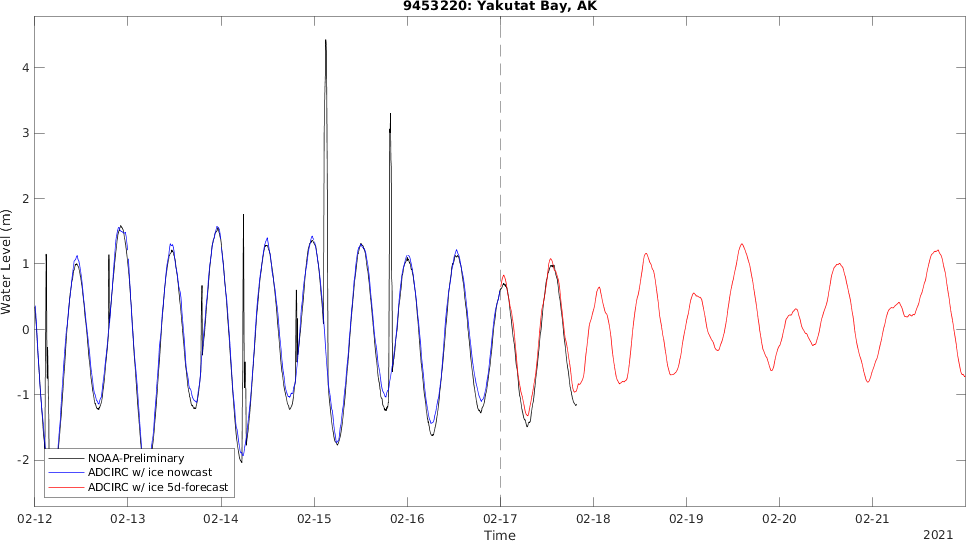 9453220: Yakutat Bay, AK
Water Level (m)
4
3
2
1
0
-1
-2
NOAA-Preliminary
ADCIRC w/ ice nowcast
ADCIRC w/ ice 5d-forecast
02-12 02-13 02-14 02-15 02-16 02-17 02-18 02-19 02-20 02-21
Time
2021